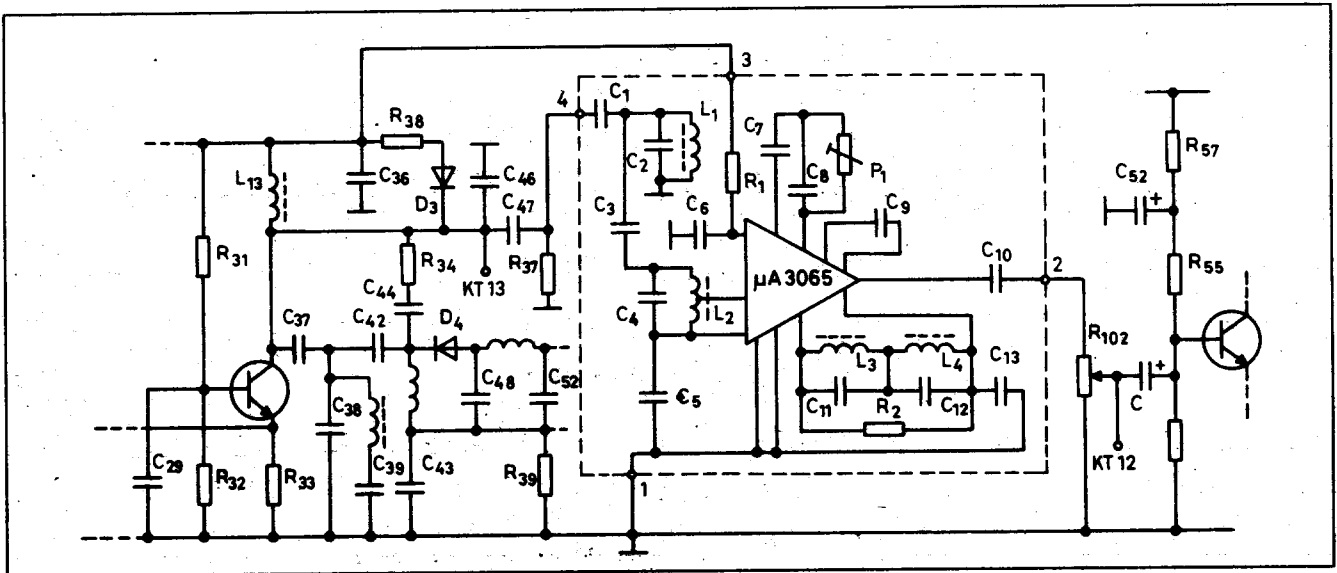 3
4
C1
L1
R38
C7
L13
C36
C46
C2
R1
C8
P1
D3
C47
C3
C6
C9
R57
C52 +
R31
R34
KT 13
R37
µA 3065
C10
2
R55
C44
C4
L2
C37
C42
D4
R102
L3
L4
C13
C48
C52
C5
C11
R2
C12
C +
C38
C29
R32
R33
C39
C43
R39
1
KT 12